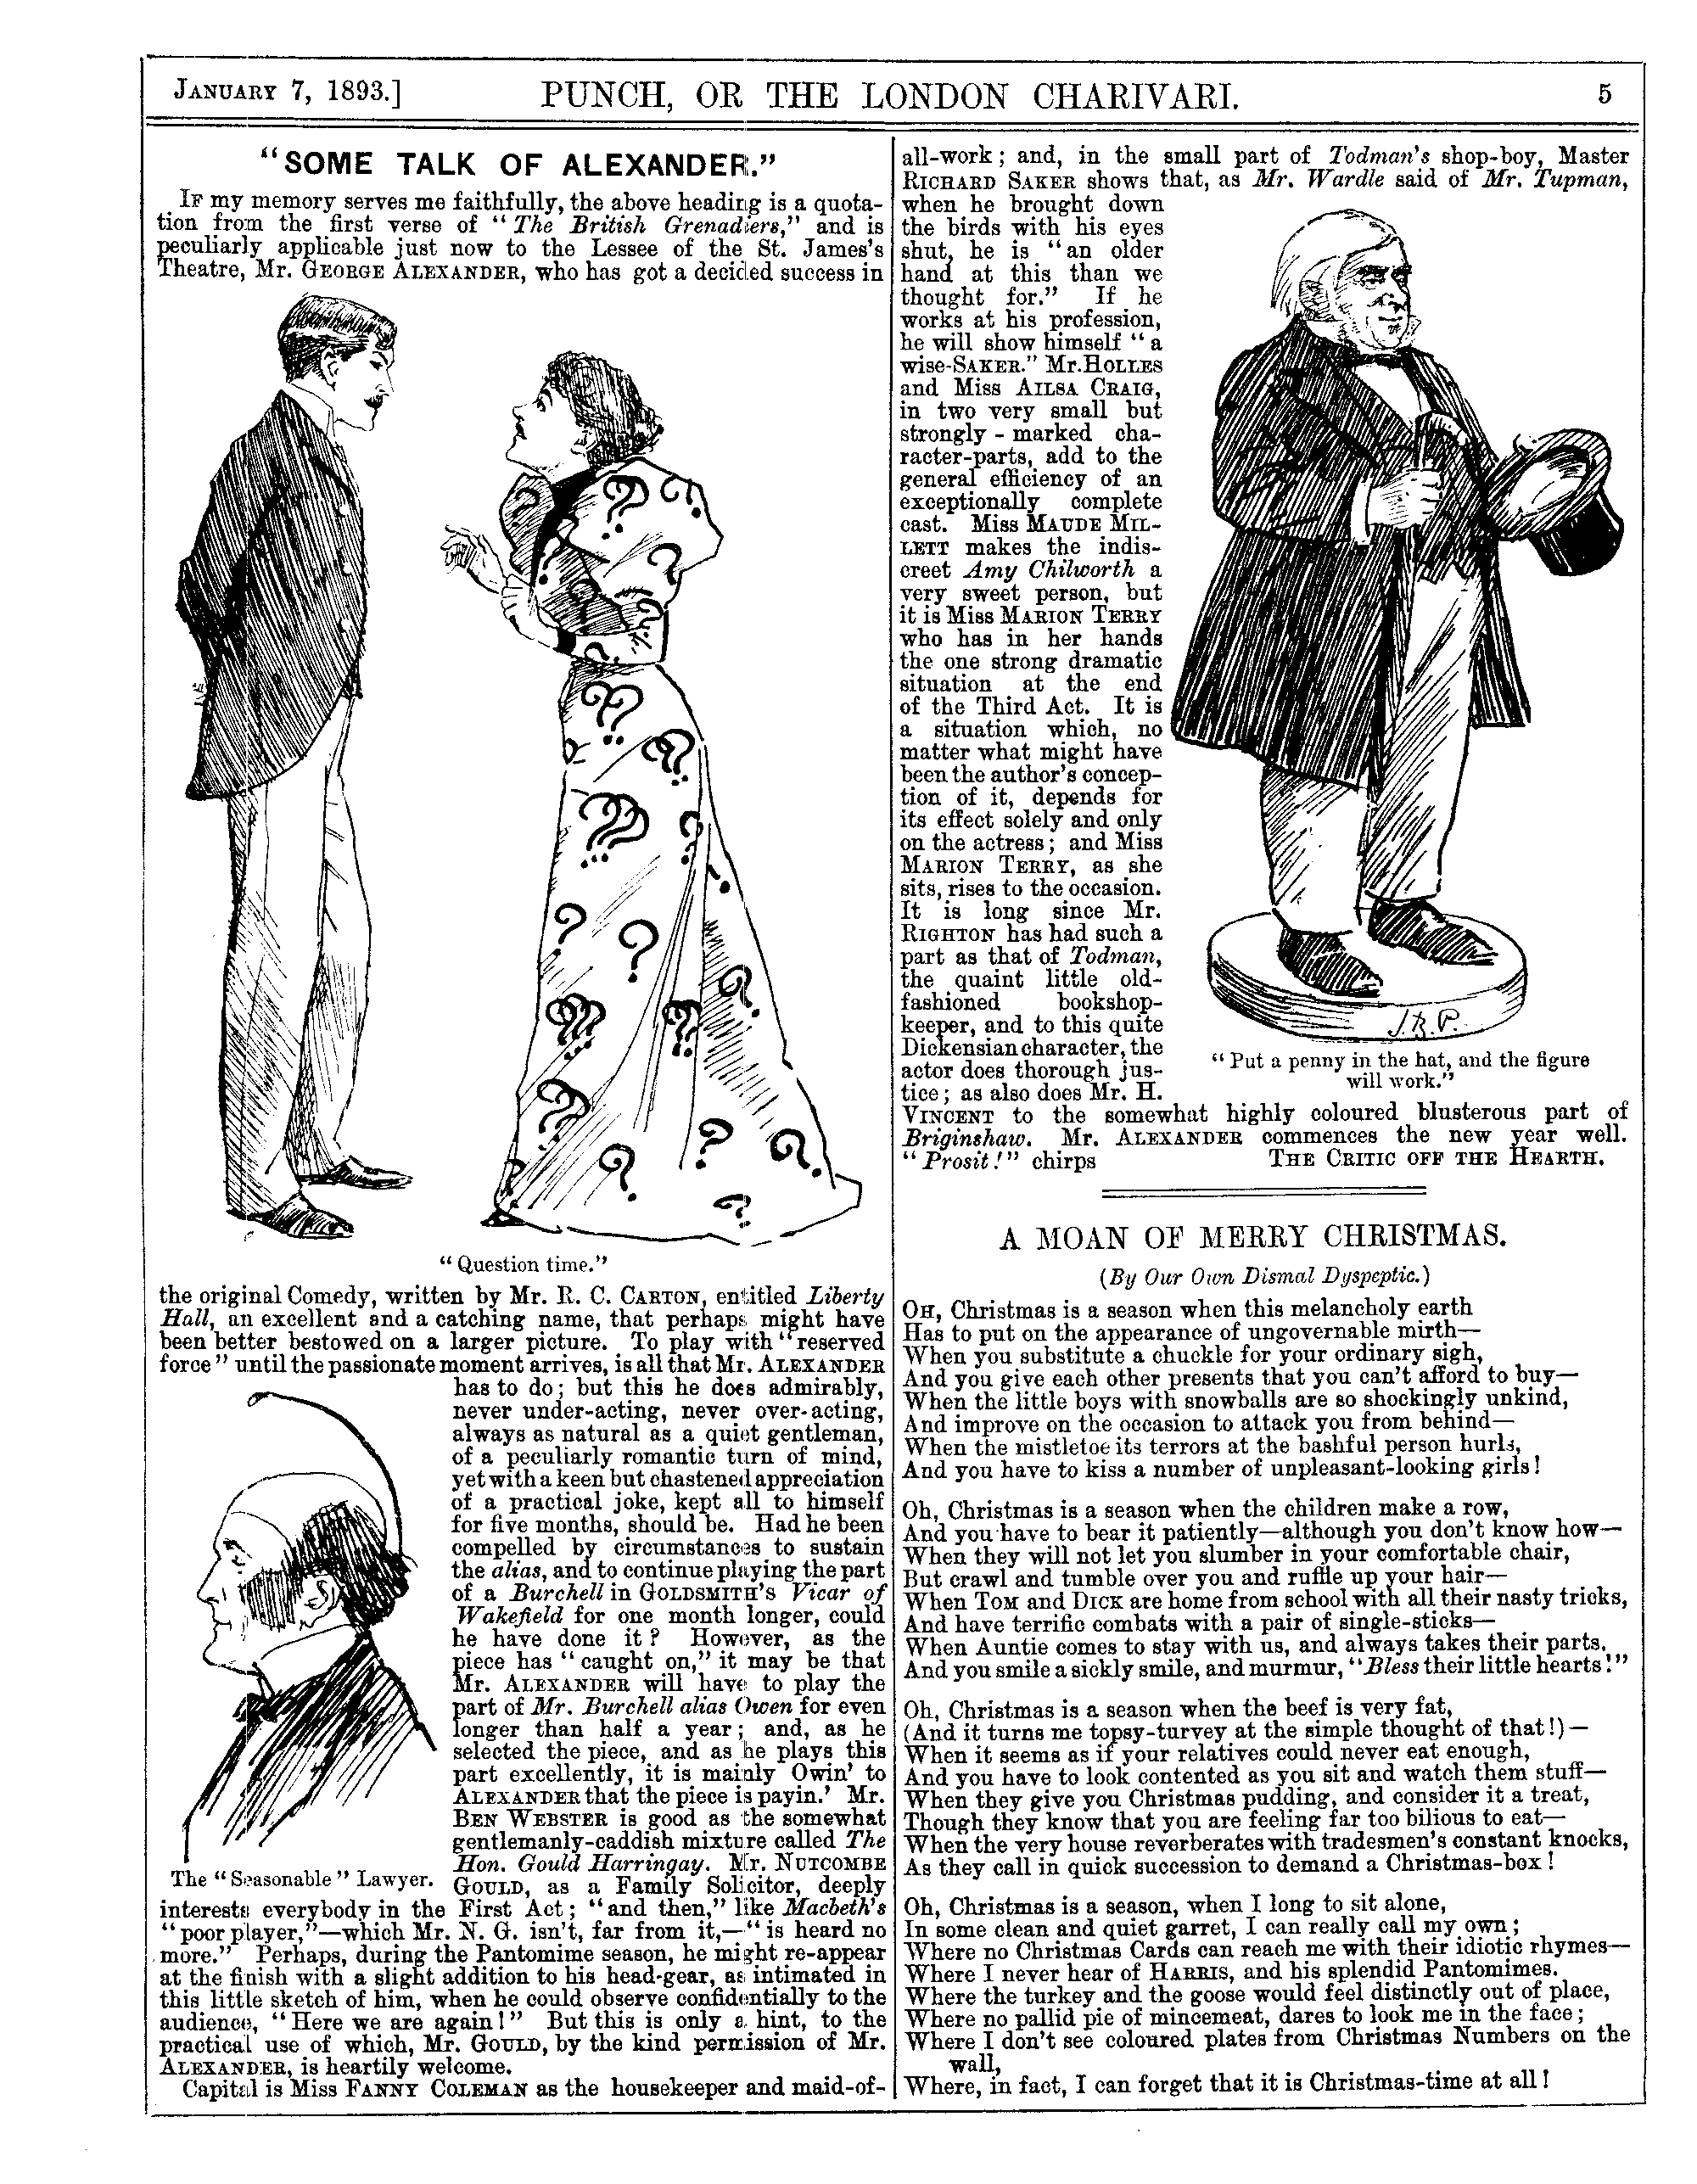 JANUARY 7, 1893.] PUNCH, OR THE LONDON CHARIVARI. 5
"SOME TALK OF ALEXANDER."
IF my memory serves me faithfully, the above heading is a quota-
tion from the first verse of "The British Grenadiers," and is
peculiarly applicable just now to the Lessee of the St. James's
Theatre, Mr. GEORGE ALEXANDER, who has got a decided success in
"Question time."
the original Comedy, written by Mr. R. C. CARTON, entitled Liberty
Hall, an excellent and a catching name, that perhaps might have
been better bestowed on a larger picture. To play with "reserved
force" until the passionate moment arrives, is all that Mr. ALEXANDER
has to do; but this he does admirably,
never under-acting, never over-acting,
always as natural as a quiet gentleman,
of a peculiarly romantic turn of mind,
yet with a keen but chastened appreciation
of a practical joke, kept all to himself
for five months, should be. Had he been
compelled by circumstances to sustain
the alias, and to continue playing the part
of a Burchell in GOLDSMITH'S Vicar of
Wakefield for one month longer, could
he have done it? However, as the
piece has "caught on," it may be that
Mr. ALEXANDER will have to play the
part of Mr. Burchell alias Owen for even
longer than half a year; and, as he
selected the piece, and as he plays this
part excellently, it is mainly Owin' to
ALEXANDER that the piece is payin.' Mr.
BEN WEBSTER is good as the somewhat
gentlemanly-caddish mixture called The
Hon. Gould Harringay. Mr. NUTCOMBE
The "Seasonable" Lawyer.
GOULD, as a Family Solicitor, deeply
interests everybody in the First Act; "and then," like Macbeth's
"poor player,"—which Mr. N. G. isn't, far from it,—"is heard no
more." Perhaps, during the Pantomime season, he might re-appear
at the finish with a slight addition to his head-gear, as intimated in
this little sketch of him, when he could observe confidentially to the
audience, "Here we are again!" But this is only a hint, to the
practical use of which, Mr. GOULD, by the kind permission of Mr.
ALEXANDER, is heartily welcome.
Capital is Miss FANNY COLEMAN as the housekeeper and maid-of-
all-work; and, in the small part of Todman's shop-boy, Master
RICHARD SAKER shows that, as Mr. Wardle said of Mr. Tupman,
when he brought down
the birds with his eyes
shut, he is "an older
hand at this than we
thought for." If he
works at his profession,
he will show himself "a
wise-SAKER." Mr. HOLLES
and Miss AILSA CRAIG,
in two very small but
strongly-marked cha-
racter-parts, add to the
general efficiency of an
exceptionally complete
cast. Miss MAUDE MIL-
LETT makes the indis-
creet Amy Chilworth a
very sweet person, but
it is Miss MARION TERRY
who has in her hands
the one strong dramatic
situation at the end
of the Third Act. It is
a situation which, no
matter what might have
been the author's concep-
tion of it, depends for
its effect solely and only
on the actress; and Miss
MARION TERRY, as she
sits, rises to the occasion.
It is long since Mr.
RIGHTON has had such a
part as that of Todman,
the quaint little old-
fashioned bookshop-
keeper, and to this quite
Dickensian character, the
actor does thorough jus-
tice; as also does Mr. H.
J.B.P.
"Put a penny in the hat, and the figure
will work."
VINCENT to the somewhat highly coloured blusterous part of
Briginshaw. Mr. ALEXANDER commences the new year well.
"Prosit!" chirps THE CRITIC OFF THE HEARTH.
A MOAN OF MERRY CHRISTMAS.
(By Our Own Dismal Dyspeptic.)
OH, Christmas is a season when this melancholy earth
Has to put on the appearance of ungovernable mirth—
When you substitute a chuckle for your ordinary sigh,
And you give each other presents that you can't afford to buy—
When the little boys with snowballs are so shockingly unkind,
And improve on the occasion to attack you from behind—
When the mistletoe its terrors at the bashful person hurls,
And you have to kiss a number of unpleasant-looking girls!
Oh, Christmas is a season when the children make a row,
And you have to bear it patiently—although you don't know how—
When they will not let you slumber in your comfortable chair,
But crawl and tumble over you and ruffle up your hair—
When TOM and DICK are home from school with all their nasty tricks,
And have terrific combats with a pair of single-sticks—
When Auntie comes to stay with us, and always takes their parts,
And you smile a sickly smile, and murmur, "Bless their little hearts!"
Oh, Christmas is a season when the beef is very fat,
(And it turns me topsy-turvey at the simple thought of that!)—
When it seems as if your relatives could never eat enough,
And you have to look contented as you sit and watch them stuff—
When they give you Christmas pudding, and consider it a treat,
Though they know that you are feeling far too bilious to eat—
When the very house reverberates with tradesmen's constant knocks,
As they call in quick succession to demand a Christmas-box!
Oh, Christmas is a season, when I long to sit alone,
In some clean and quiet garret, I can really call my own;
Where no Christmas Cards can reach me with their idiotic rhymes—
Where I never hear of HARRIS, and his splendid Pantomimes.
Where the turkey and the goose would feel distinctly out of place,
Where no pallid pie of mincemeat, dares to look me in the face;
Where I don't see coloured plates from Christmas Numbers on the
wall,
Where, in fact, I can forget that it is Christmas-time at all!